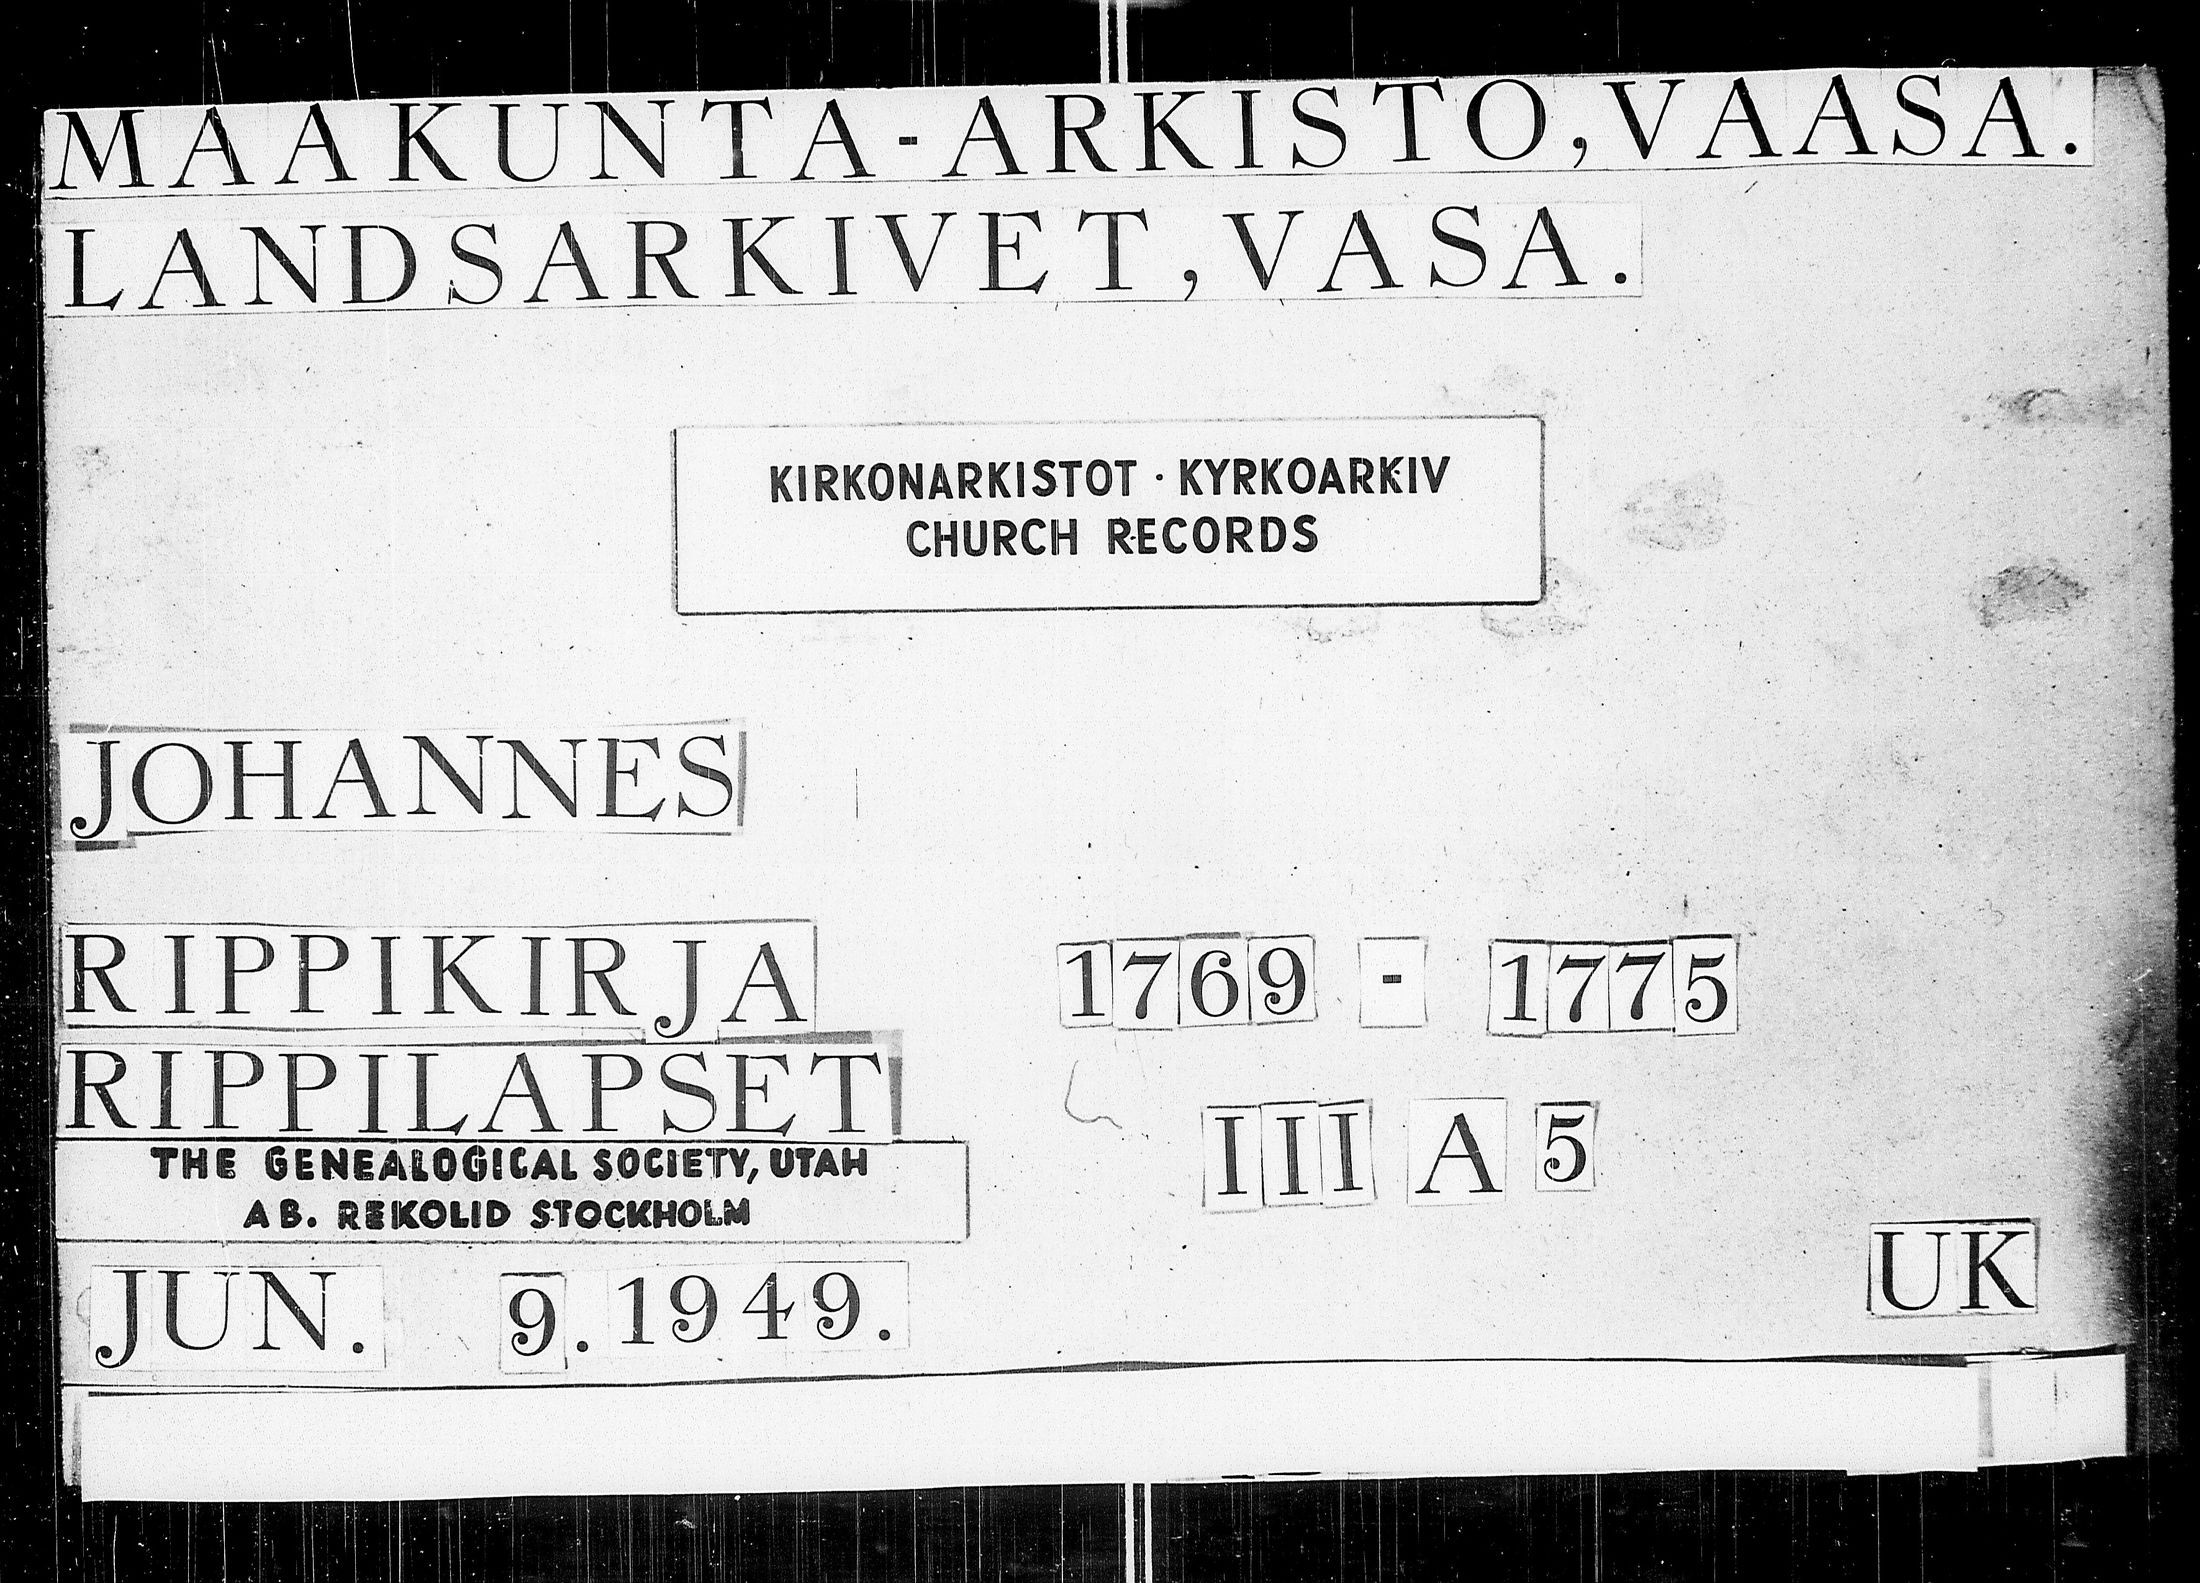 MAAKUNTA-ARKISTO, VAASA.
LANDSARKIVET, VASA.
KIRKONARKISTOT · KYRKOARKIV
CHURCH RECORDS
JOHANNES
RIPPIKIRJA 1769 - 1775
RIPPILAPSET III A 5
THE GENEALOGICAL SOCIETY, UTAH
AB. REKOLID STOCKHOLM
UK
JUN. 9. 1949.